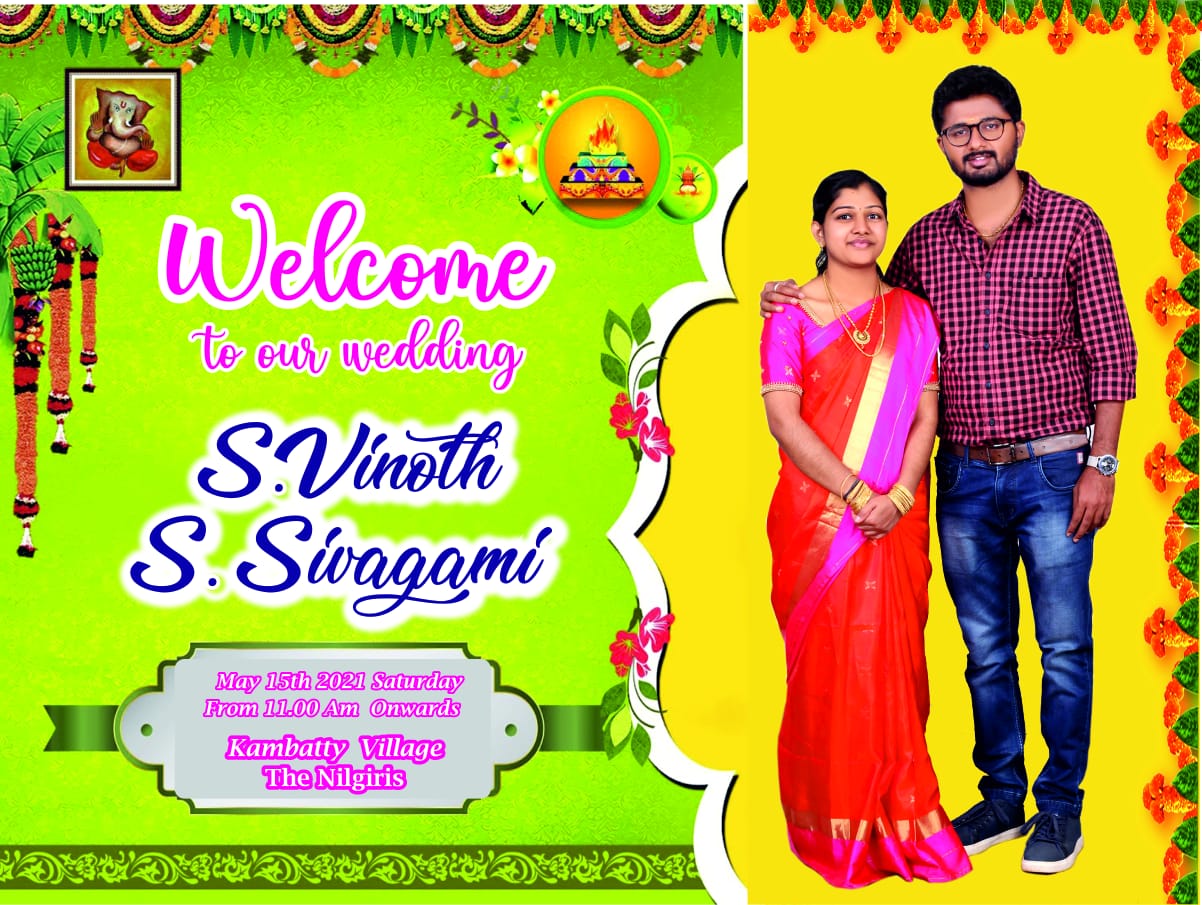 Welcome
to our wedding
S.Vinoth
S. Sivagami
May 15th 2021 Saturday
From 11.00 Am Onwards
Kambatty Village
The Nilgiris